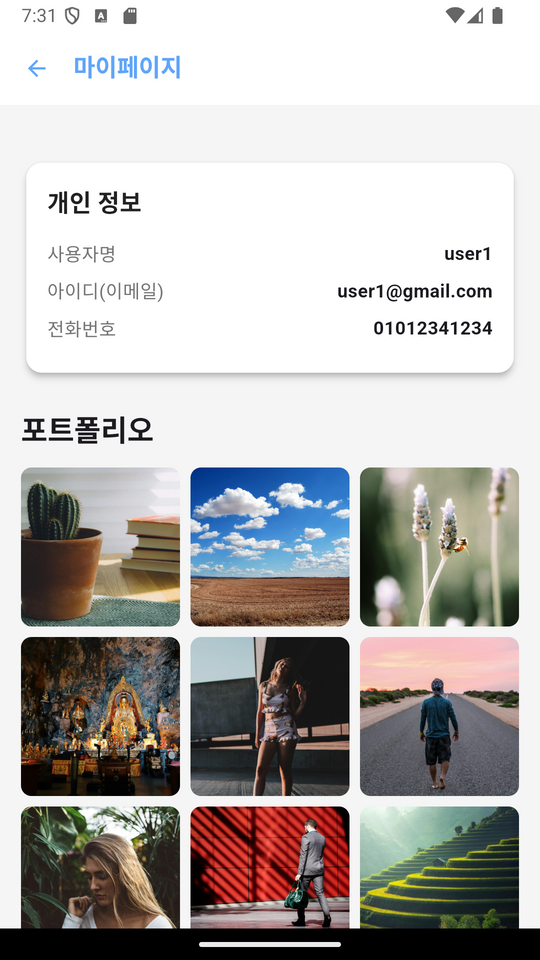 7:31
마이페이지
개인 정보
사용자명 user1
아이디(이메일) user1@gmail.com
전화번호 01012341234
포트폴리오